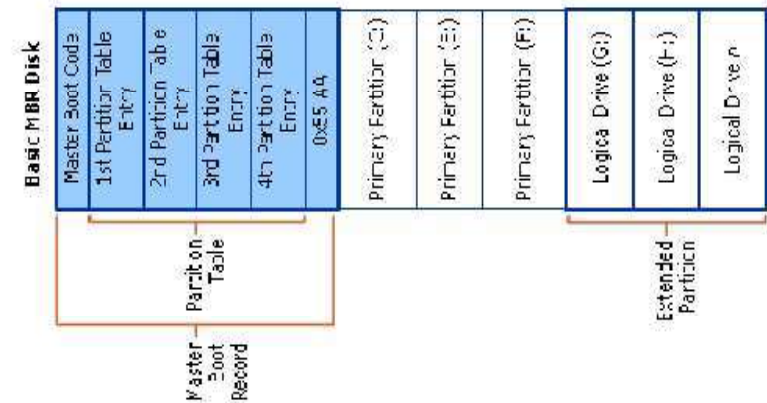 Basic MBR Disk
Master Boot Code
1st Partition Table
Entry
2nd Partition Table
Entry
3rd Partition Table
Entry
4th Partition Table
Entry
0x55 AA
Primary Partition (C:)
Primary Partition (E:)
Primary Partition (F:)
Logical Drive (G:)
Logical Drive (H:)
Logical Drive n
Partition
Table
Master
Boot
Record
Extended
Partition